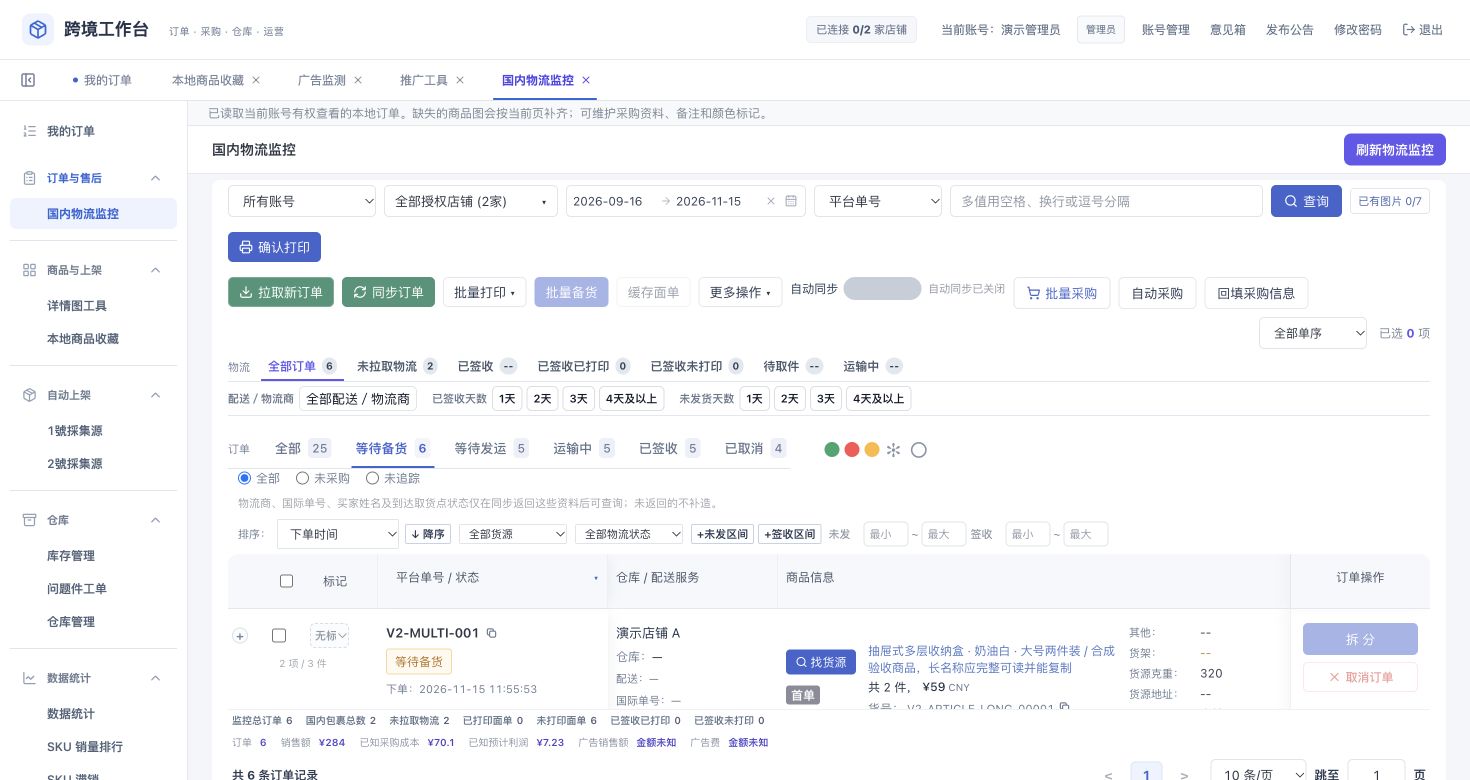 跨境工作台 订单 · 采购 · 仓库 · 运营 已连接 0/2 家店铺 当前账号：演示管理员 管理员 账号管理 意见箱 发布公告 修改密码 退出
我的订单 本地商品收藏 × 广告监测 × 推广工具 × 国内物流监控 ×
已读取当前账号有权查看的本地订单。缺失的商品图会按当前页补齐；可维护采购资料、备注和颜色标记。
我的订单
订单与售后
国内物流监控
商品与上架
详情图工具
本地商品收藏
自动上架
1號採集源
2號採集源
仓库
库存管理
问题件工单
仓库管理
数据统计
数据统计
SKU 销量排行
SKU 滞销
国内物流监控 刷新物流监控
所有账号 全部授权店铺 (2家) 2026-09-16 → 2026-11-15 × 平台单号 多值用空格、换行或逗号分隔 查询 已有图片 0/7
确认打印
拉取新订单 同步订单 批量打印 批量备货 缓存面单 更多操作 自动同步 自动同步已关闭 批量采购 自动采购 回填采购信息
全部单序 已选 0 项
物流 全部订单 6 未拉取物流 2 已签收 -- 已签收已打印 0 已签收未打印 0 待取件 -- 运输中 --
配送 / 物流商 全部配送 / 物流商 已签收天数 1天 2天 3天 4天及以上 未发货天数 1天 2天 3天 4天及以上
订单 全部 25 等待备货 6 等待发运 5 运输中 5 已签收 5 已取消 4
全部 未采购 未追踪
物流商、国际单号、买家姓名及到达取货点状态仅在同步返回这些资料后可查询；未返回的不补造。
排序： 下单时间 ↓ 降序 全部货源 全部物流状态 +未发区间 +签收区间 未发 最小 ~ 最大 签收 最小 ~ 最大
标记 平台单号 / 状态 仓库 / 配送服务 商品信息 订单操作
+ 无标 V2-MULTI-001
2 项 / 3 件
等待备货
下单：2026-11-15 11:55:53
演示店铺 A
仓库：—
配送：—
国际单号：—
找货源
首单
抽屉式多层收纳盒 · 奶油白 · 大号两件装 / 合成
验收商品，长名称应完整可读并能复制
共 2 件， ¥59 CNY
货号： V2-ARTICLE-LONG-00001
其他： --
货架： --
货源克重： 320
货源地址： --
拆 分
× 取消订单
监控总订单 6 国内包裹总数 2 未拉取物流 2 已打印面单 0 未打印面单 6 已签收已打印 0 已签收未打印 0
订单 6 销售额 ¥284 已知采购成本 ¥70.1 已知预计利润 ¥7.23 广告销售额 金额未知 广告费 金额未知
共 6 条订单记录 < 1 > 10 条/页 跳至 1 页